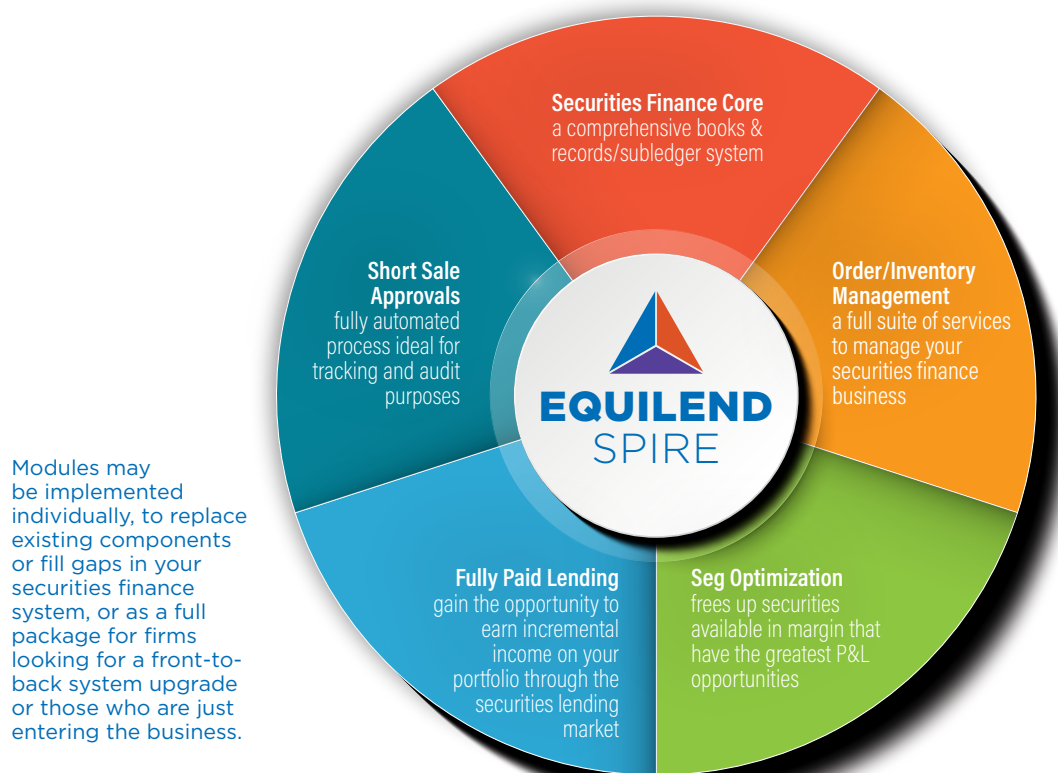 Securities Finance Core
a comprehensive books &
records/subledger system
Short Sale
Approvals
fully automated
process ideal for
tracking and audit
purposes
Order/Inventory
Management
a full suite of services
to manage your
securities finance
business
EQUILEND
SPIRE
Modules may
be implemented
individually, to replace
existing components
or fill gaps in your
securities finance
system, or as a full
package for firms
looking for a front-to-
back system upgrade
or those who are just
entering the business.
Fully Paid Lending
gain the opportunity to
earn incremental
income on your
portfolio through the
securities lending
market
Seg Optimization
frees up securities
available in margin that
have the greatest P&L
opportunities